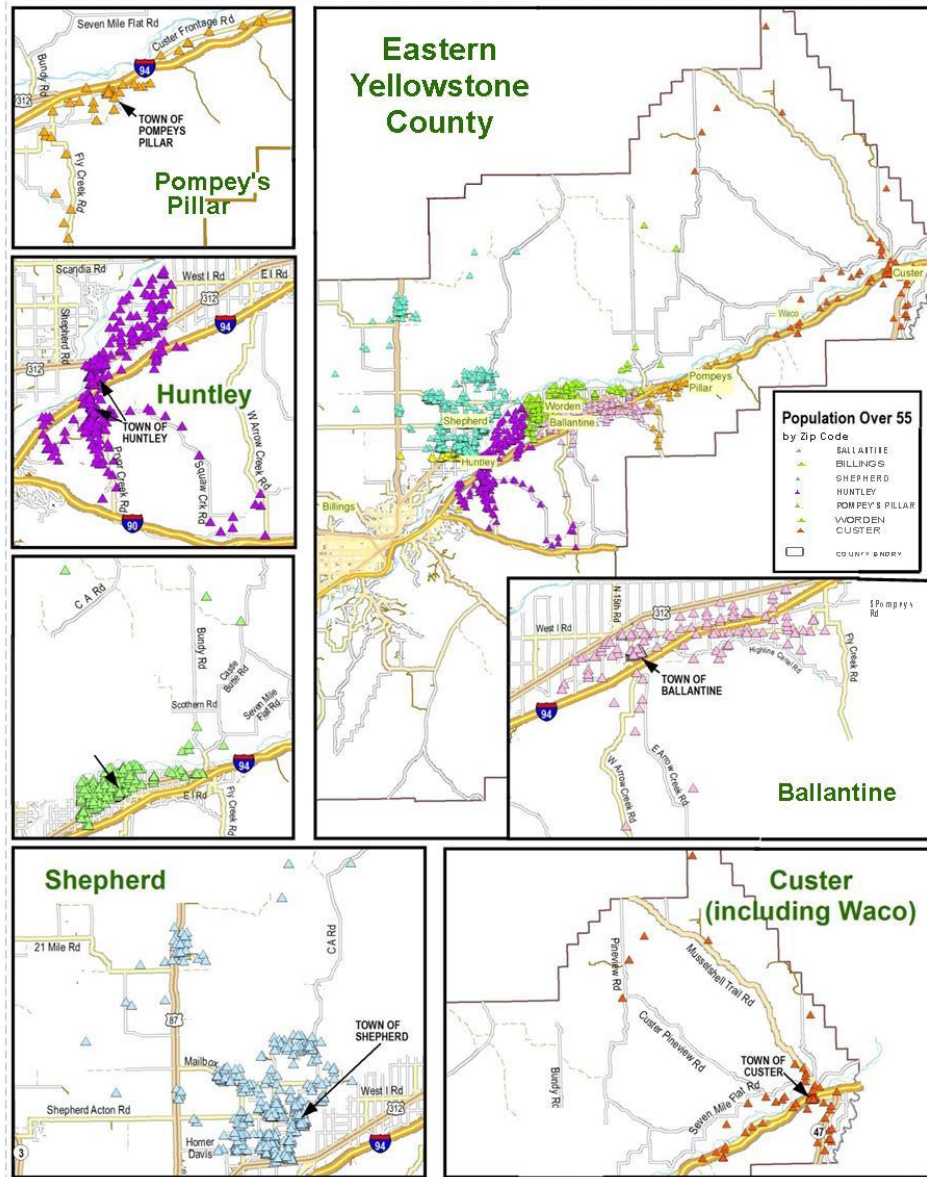 Seven Mile Flat Rd
Custer Frontage Rd
Bundy Rd
94
312
TOWN OF
POMPEYS
PILLAR
Fly Creek Rd
Pompey's
Pillar
Eastern
Yellowstone
County
Custer
Waco
Pompeys
Pillar
Worden
Ballantine
Shepherd
Huntley
Billings
Population Over 55
by Zip Code
BALLANTINE
BILLINGS
SHEPHERD
HUNTLEY
POMPEY'S PILLAR
WORDEN
CUSTER
COUNTY BNDRY
Scandia Rd
West I Rd
E I Rd
312
94
Shepherd Rd
312
Huntley
TOWN OF
HUNTLEY
Pryor Creek Rd
Squaw Crk Rd
W Arrow Creek Rd
90
C A Rd
Bundy Rd
Castle
Butte Rd
Scothern Rd
Seven Mile
Flat Rd
94
E I Rd
Fly Creek
Rd
N 15th Rd
312
S Pompeys
Rd
West I Rd
Highline Canal Rd
Fly Creek Rd
TOWN OF
BALLANTINE
94
W Arrow Creek Rd
E Arrow Creek Rd
Ballantine
Shepherd
21 Mile Rd
C A Rd
87
TOWN OF
SHEPHERD
Mailbox
West I Rd
312
Shepherd Acton Rd
Homer
Davis
3
94
Custer
(including Waco)
Pineview Rd
Musselshell Trail Rd
Custer Pineview Rd
TOWN OF
CUSTER
Bundy Rd
Seven Mile Flat Rd
47
94